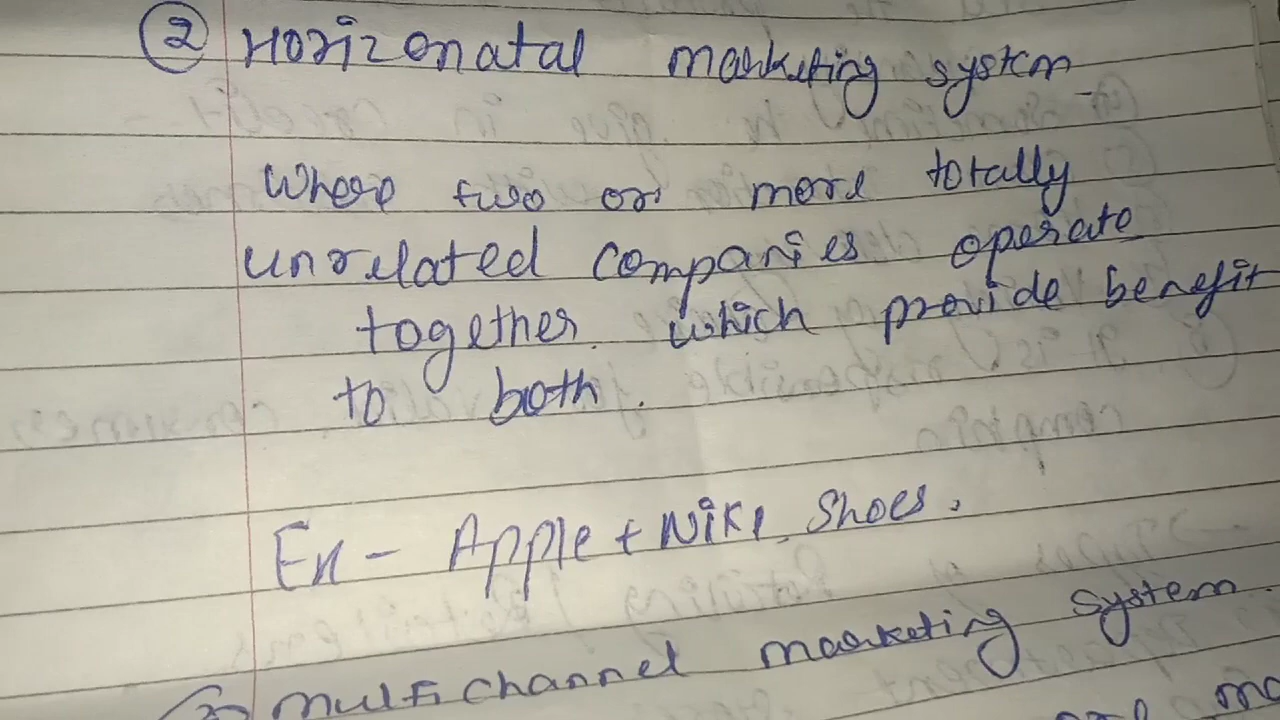 ② Horizonatal marketing system
Where two or more totally
unrelated companies operate
together which provide benefit
to both.
Ex - Apple + Nike Shoes.
multichannel marketing system